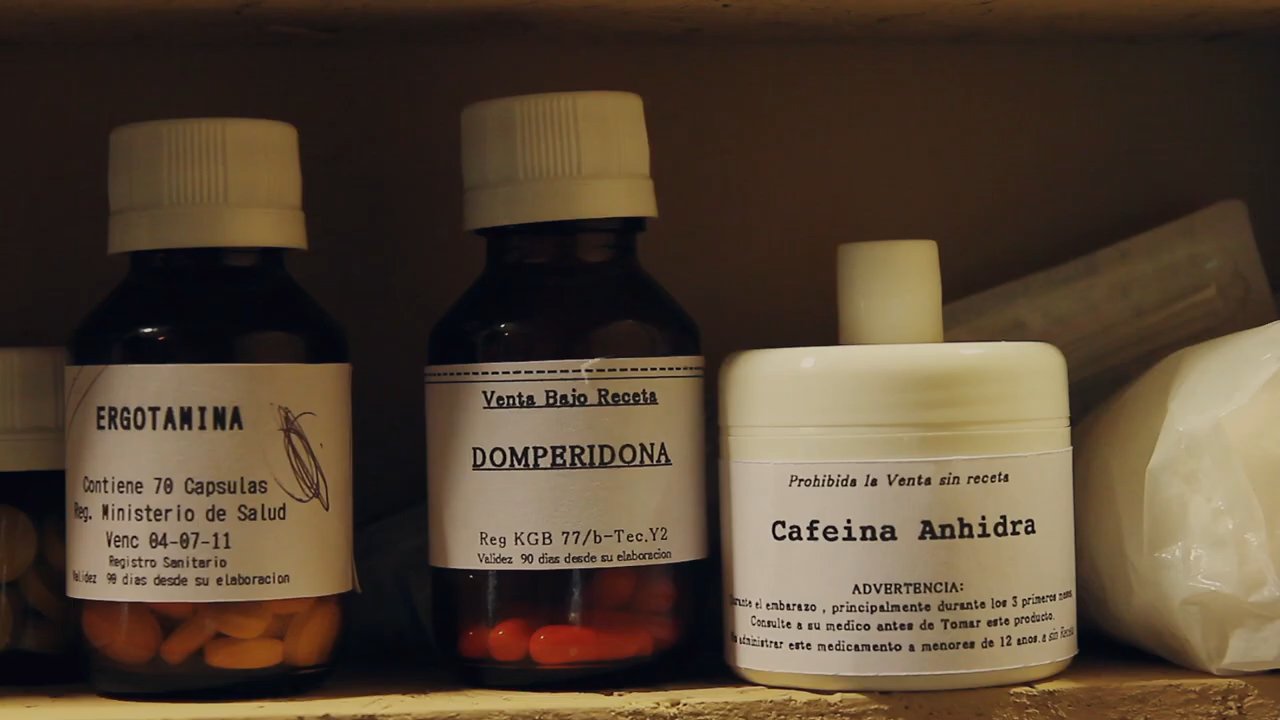 ERGOTAMINA
Contiene 70 Capsulas
Reg. Ministerio de Salud
Venc 04-07-11
Registro Sanitario
Validez 90 dias desde su elaboracion
Venta Bajo Receta
DOMPERIDONA
Reg KGB 77/b-Tec.Y2
Validez 90 dias desde su elaboracion
Prohibida la Venta sin receta
Cafeina Anhidra
ADVERTENCIA:
el embarazo , principalmente durante los 3 primeros
Consulte a su medico antes de Tomar este producto.
administrar este medicamento a menores de 12 anos.